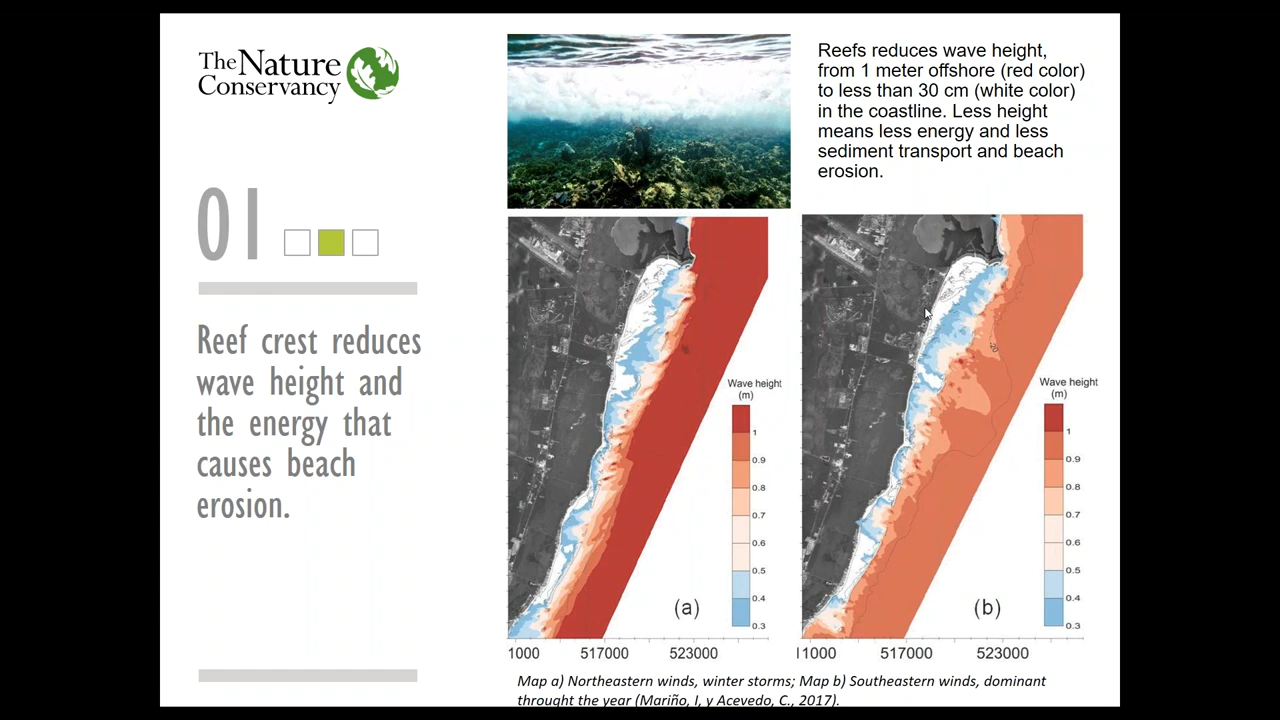 The Nature
Conservancy
01
Reef crest reduces
wave height and
the energy that
causes beach
erosion.
Reefs reduces wave height,
from 1 meter offshore (red color)
to less than 30 cm (white color)
in the coastline. Less height
means less energy and less
sediment transport and beach
erosion.
Wave height
(m)
1
0.9
0.8
0.7
0.6
0.5
0.4
0.3
(a)
1000 517000 523000
20
Wave height
(m)
1
0.9
0.8
0.7
0.6
0.5
0.4
0.3
(b)
11000 517000 523000
Map a) Northeastern winds, winter storms; Map b) Southeastern winds, dominant
throught the year (Mariño, I, y Acevedo, C., 2017).